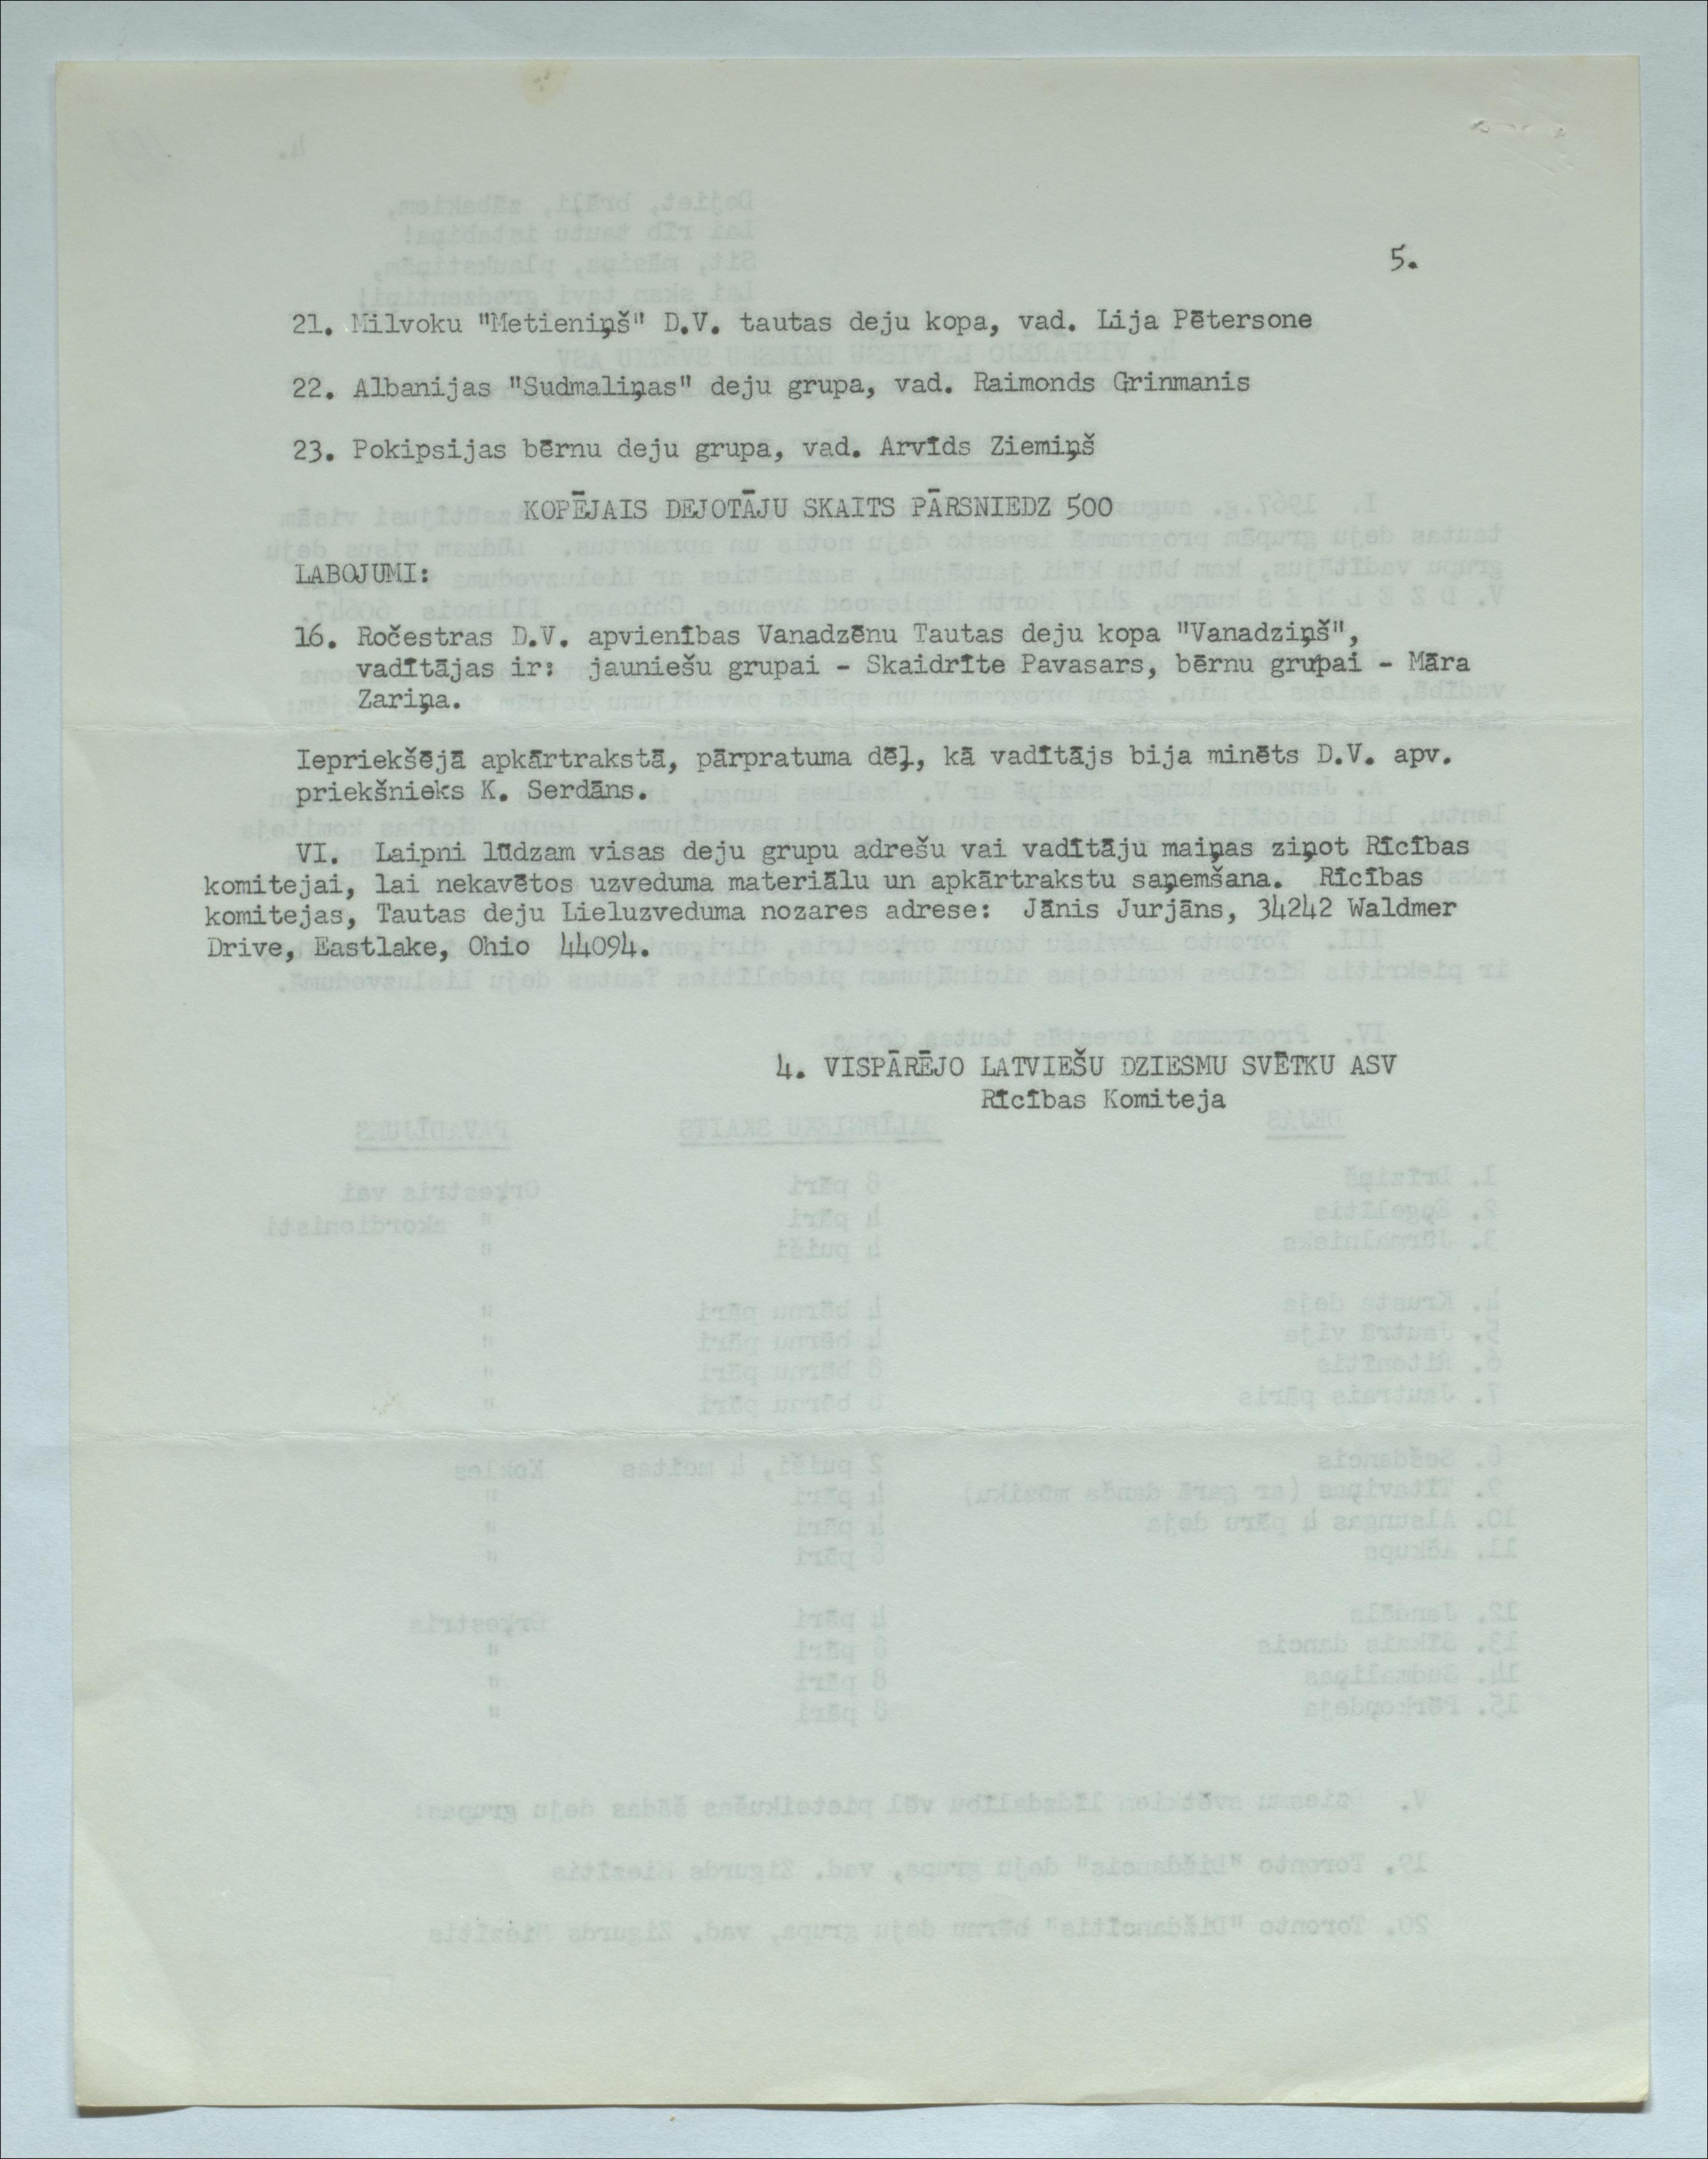 5.
21. Milvoku "Metieniņš" D.V. tautas deju kopa, vad. Lija Pētersone
22. Albanijas "Sudmaliņas" deju grupa, vad. Raimonds Grinmanis
23. Pokipsijas bērnu deju grupa, vad. Arvīds Ziemiņš
KOPĒJAIS DEJOTĀJU SKAITS PĀRSNIEDZ 500
LABOJUMI:
16. Ročestras D.V. apvienības Vanadzēnu Tautas deju kopa "Vanadziņš",
vadītājas ir: jauniešu grupai - Skaidrīte Pavasars, bērnu grupai - Māra
Zariņa.
Iepriekšējā apkārtrakstā, pārpratuma dēļ, kā vadītājs bija minēts D.V. apv.
priekšnieks K. Serdāns.
VI. Laipni lūdzam visas deju grupu adrešu vai vadītāju maiņas ziņot Rīcības
komitejai, lai nekavētos uzveduma materiālu un apkārtrakstu saņemšana. Rīcības
komitejas, Tautas deju Lieluzveduma nozares adrese: Jānis Jurjāns, 34242 Waldmer
Drive, Eastlake, Ohio 44094.
4. VISPĀRĒJO LATVIEŠU DZIESMU SVĒTKU ASV
Rīcības Komiteja